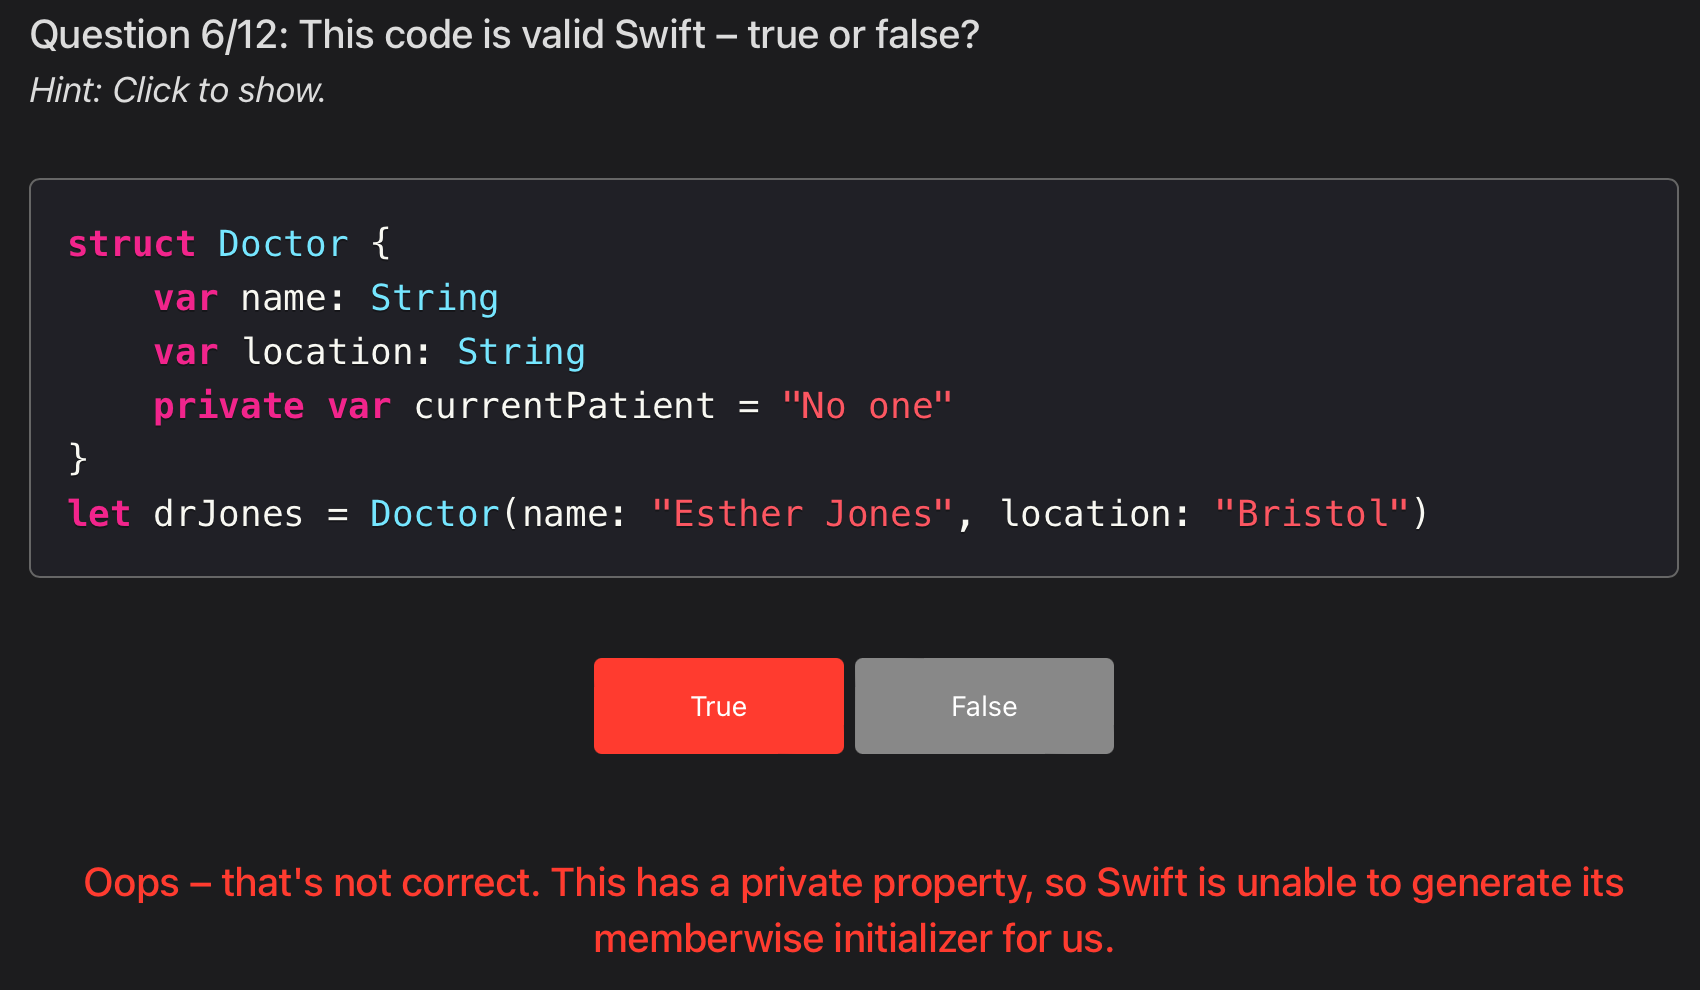 Question 6/12: This code is valid Swift – true or false?
Hint: Click to show.
struct Doctor {
    var name: String
    var location: String
    private var currentPatient = "No one"
}
let drJones = Doctor(name: "Esther Jones", location: "Bristol")
True
False
Oops – that's not correct. This has a private property, so Swift is unable to generate its
memberwise initializer for us.